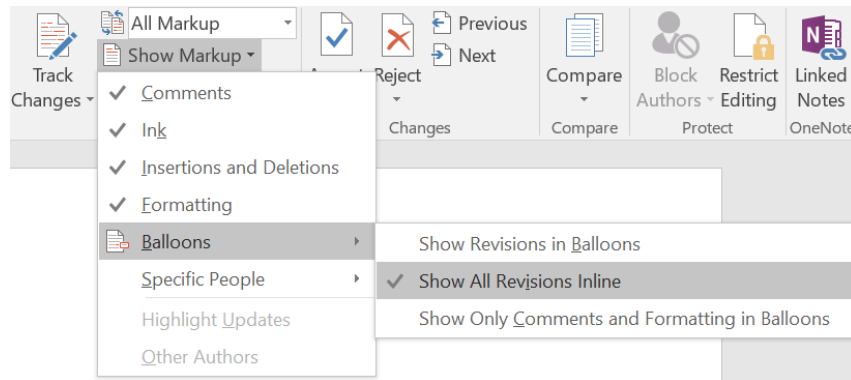 All Markup
Show Markup
Track
Changes
Reject
Previous
Next
Changes
Compare
Compare
Block
Authors
Restrict
Editing
Protect
N
Linked
Notes
OneNote
Comments
Ink
Insertions and Deletions
Formatting
Balloons
Specific People
Highlight Updates
Other Authors
Show Revisions in Balloons
Show All Revisions Inline
Show Only Comments and Formatting in Balloons